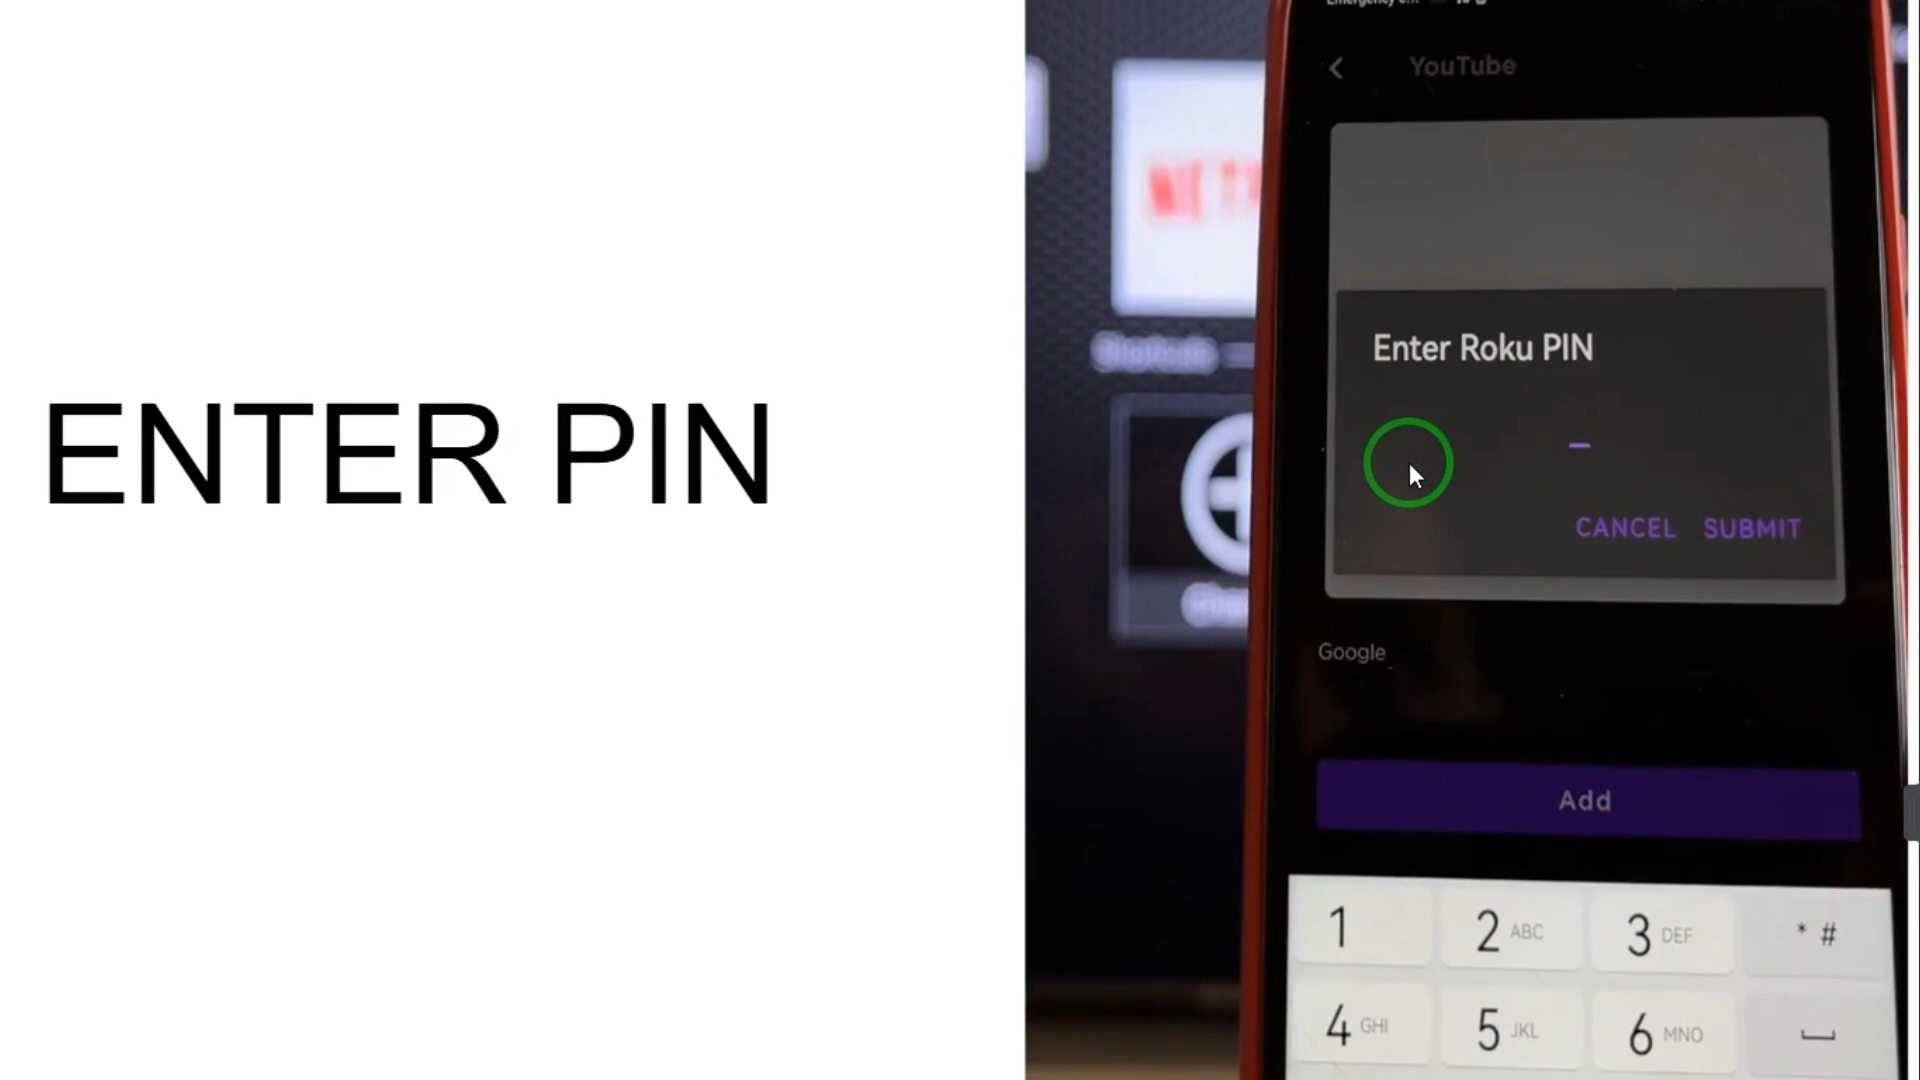 ENTER PIN
YouTube
Enter Roku PIN
CANCEL SUBMIT
Google
Add
1 2 ABC 3 DEF * #
4 GHI 5 JKL 6 MNO